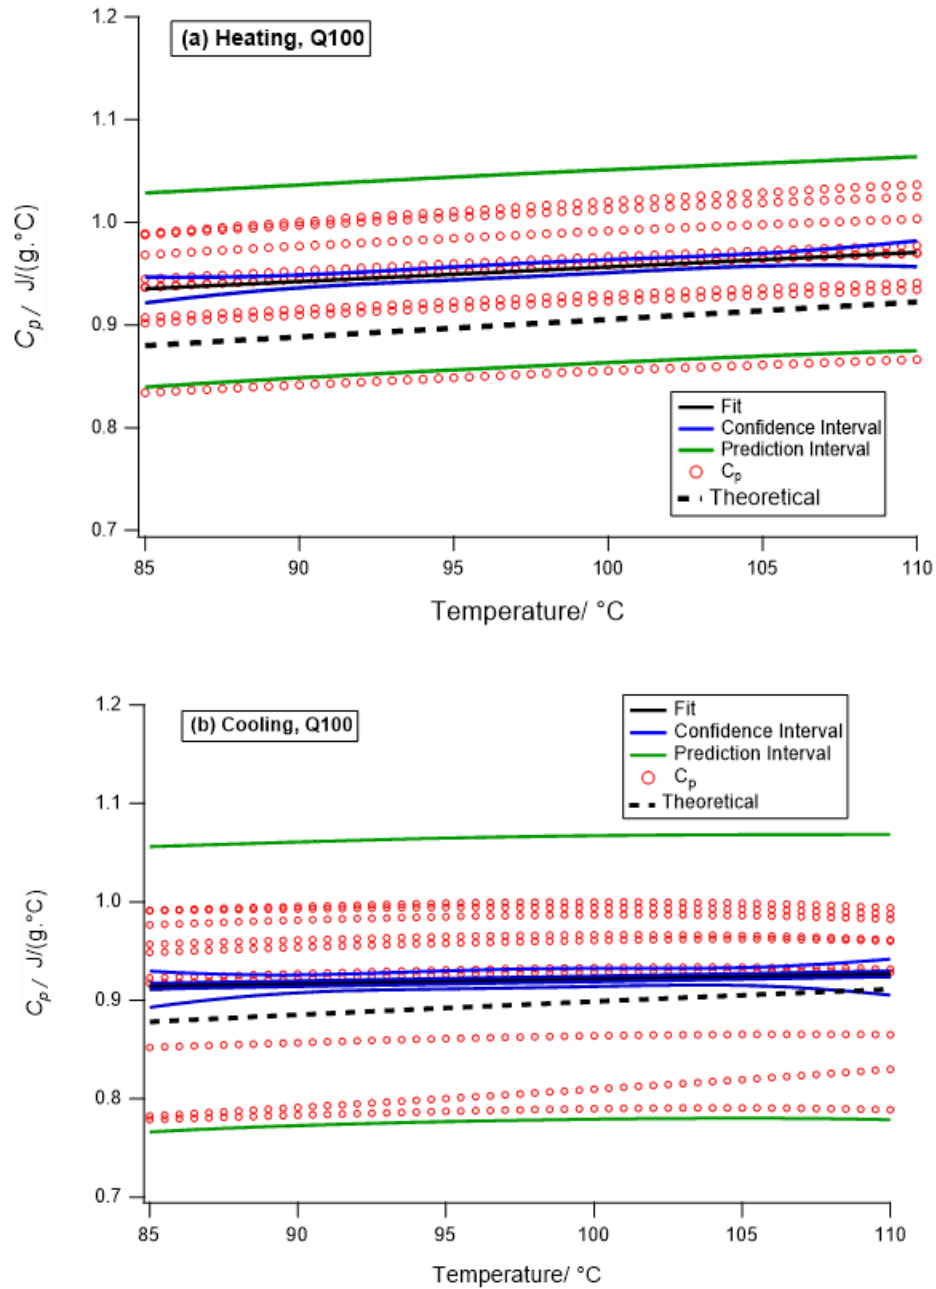 (a) Heating, Q100
1.2
1.1
1.0
0.9
0.8
0.7
Cp / J/(g.°C)
Fit
Confidence Interval
Prediction Interval
Cp
Theoretical
85 90 95 100 105 110
Temperature/ °C
(b) Cooling, Q100
Fit
Confidence Interval
Prediction Interval
Cp
Theoretical
1.2
1.1
1.0
0.9
0.8
0.7
Cp / J/(g.°C)
85 90 95 100 105 110
Temperature/ °C